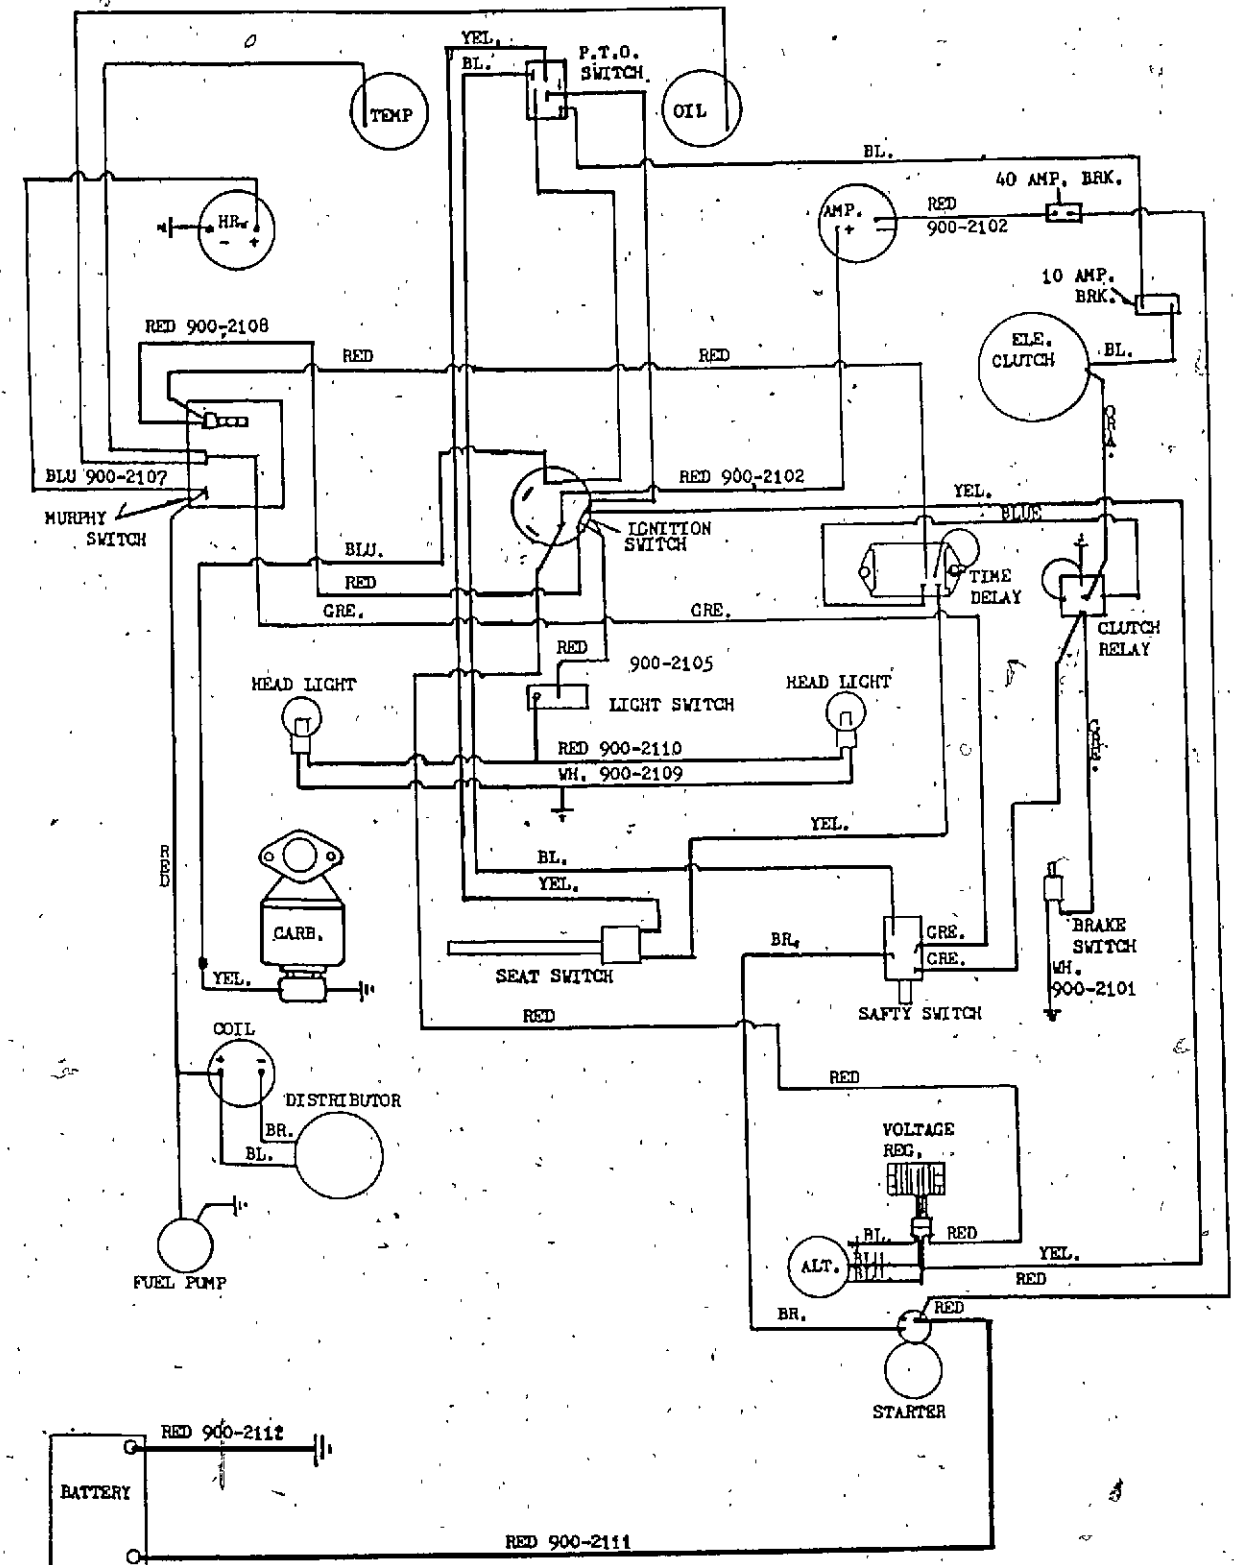 YEL.
P.T.O.
SWITCH
BL.
TEMP
OIL
BL.
40 AMP. BRK.
HR.
- +
AMP.
+
RED
900-2102
10 AMP.
BRK.
RED 900-2108
ELE.
CLUTCH
BL.
RED
RED
ORA.
BLU 900-2107
RED 900-2102
MURPHY
SWITCH
YEL.
BLUE
IGNITION
SWITCH
BLU.
RED
TIME
DELAY
GRE.
GRE.
CLUTCH
RELAY
RED
900-2105
HEAD LIGHT
LIGHT SWITCH
HEAD LIGHT
RED 900-2110
WH. 900-2109
GRE.
YEL.
RED
BL.
YEL.
CARB.
BR.
GRE.
GRE.
BRAKE
SWITCH
SEAT SWITCH
YEL.
WH.
900-2101
SAFTY SWITCH
RED
COIL
+ -
RED
DISTRIBUTOR
BR.
BL.
VOLTAGE
REG.
BL.
RED
BL
BL
ALT.
YEL.
RED
FUEL PUMP
BR.
RED
STARTER
RED 900-2112
BATTERY
RED 900-2111